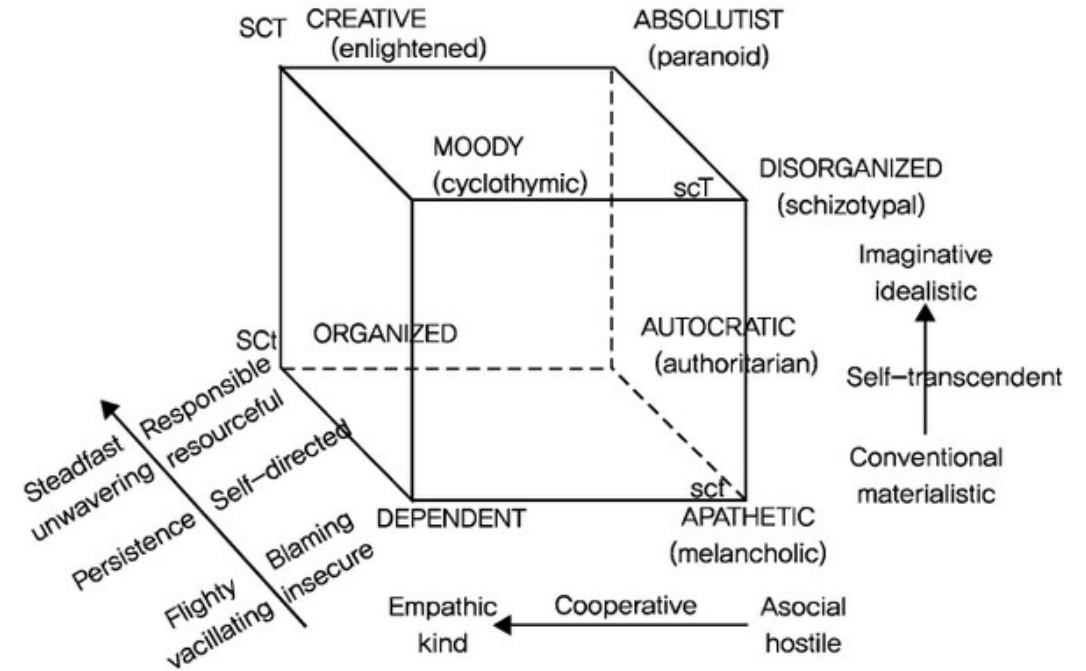 SCT CREATIVE
(enlightened)
ABSOLUTIST
(paranoid)
MOODY
(cyclothymic)
scT
DISORGANIZED
(schizotypal)
Imaginative
idealistic
Self-transcendent
Conventional
materialistic
SCt ORGANIZED
AUTOCRATIC
(authoritarian)
Responsible
resourceful
Steadfast
unwavering
Self-directed
Persistence
Blaming
insecure
Flighty
vacillating
DEPENDENT
sct
APATHETIC
(melancholic)
Empathic
kind
Cooperative
Asocial
hostile